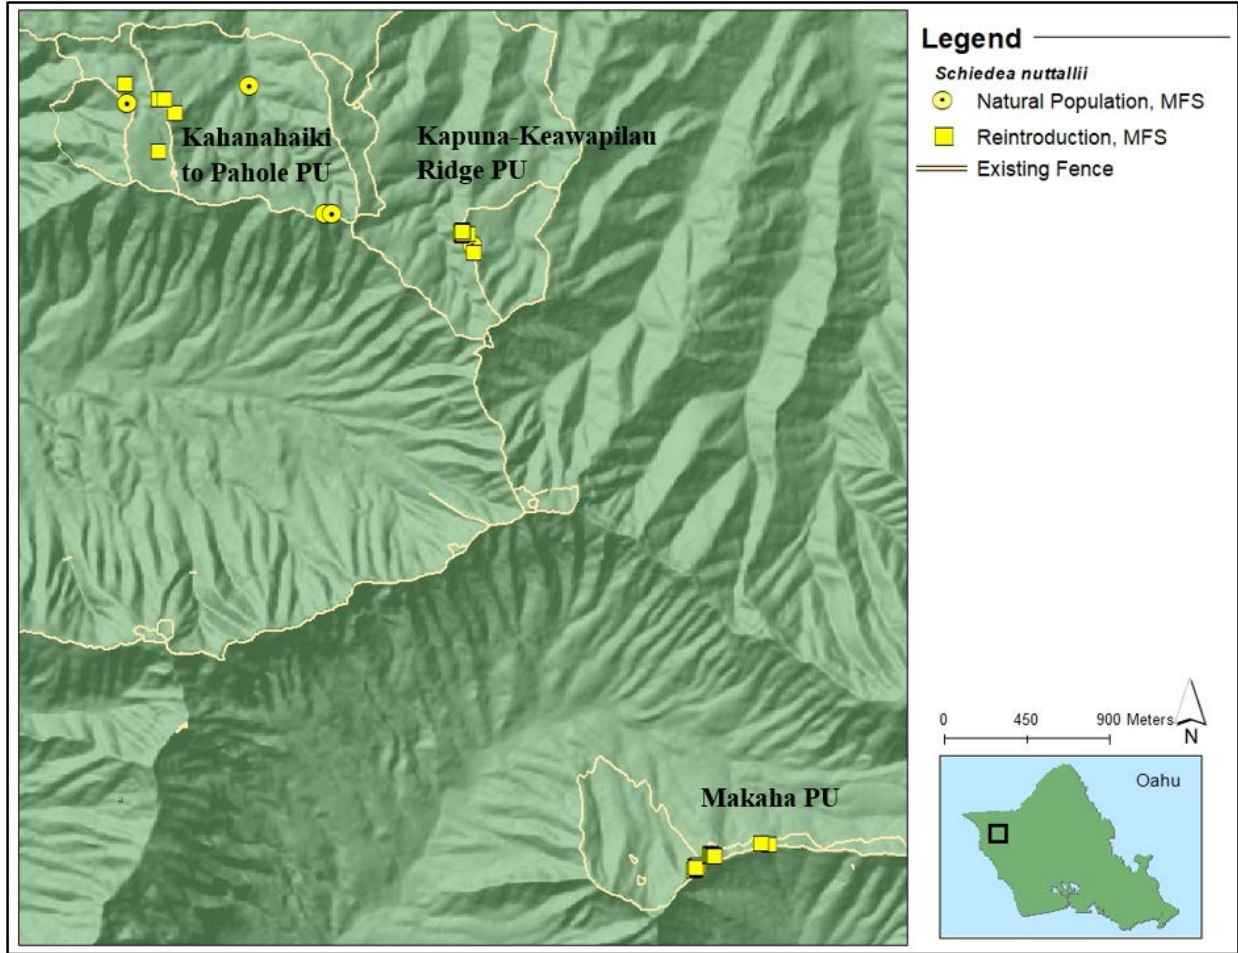 Kahanahaiki
to Pahole PU
Kapuna-Keawapilau
Ridge PU
Makaha PU
Legend
Schiedea nuttallii
Natural Population, MFS
Reintroduction, MFS
Existing Fence
0 450 900 Meters
N
Oahu